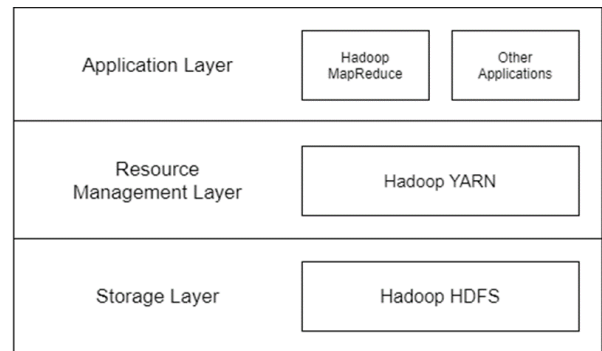 Application Layer
Hadoop
MapReduce
Other
Applications
Resource
Management Layer
Hadoop YARN
Storage Layer
Hadoop HDFS